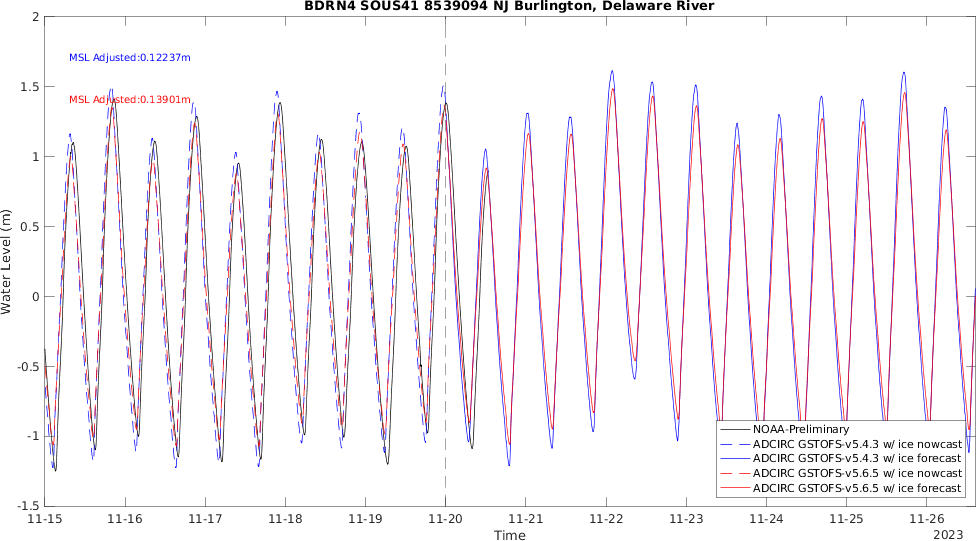 BDRN4 SOUS41 8539094 NJ Burlington, Delaware River
MSL Adjusted:0.12237m
MSL Adjusted:0.13901m
Water Level (m)
2
1.5
1
0.5
0
-0.5
-1
-1.5
NOAA-Preliminary
ADCIRC GSTOFS-v5.4.3 w/ ice nowcast
ADCIRC GSTOFS-v5.4.3 w/ ice forecast
ADCIRC GSTOFS-v5.6.5 w/ ice nowcast
ADCIRC GSTOFS-v5.6.5 w/ ice forecast
11-15 11-16 11-17 11-18 11-19 11-20 11-21 11-22 11-23 11-24 11-25 11-26
Time
2023